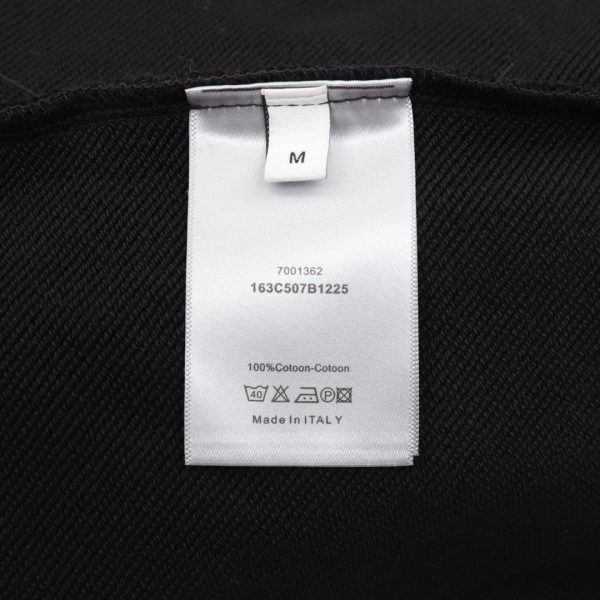 M
7001362
163C507B1225
100%Cotoon-Cotoon
40 P
Made In ITALY